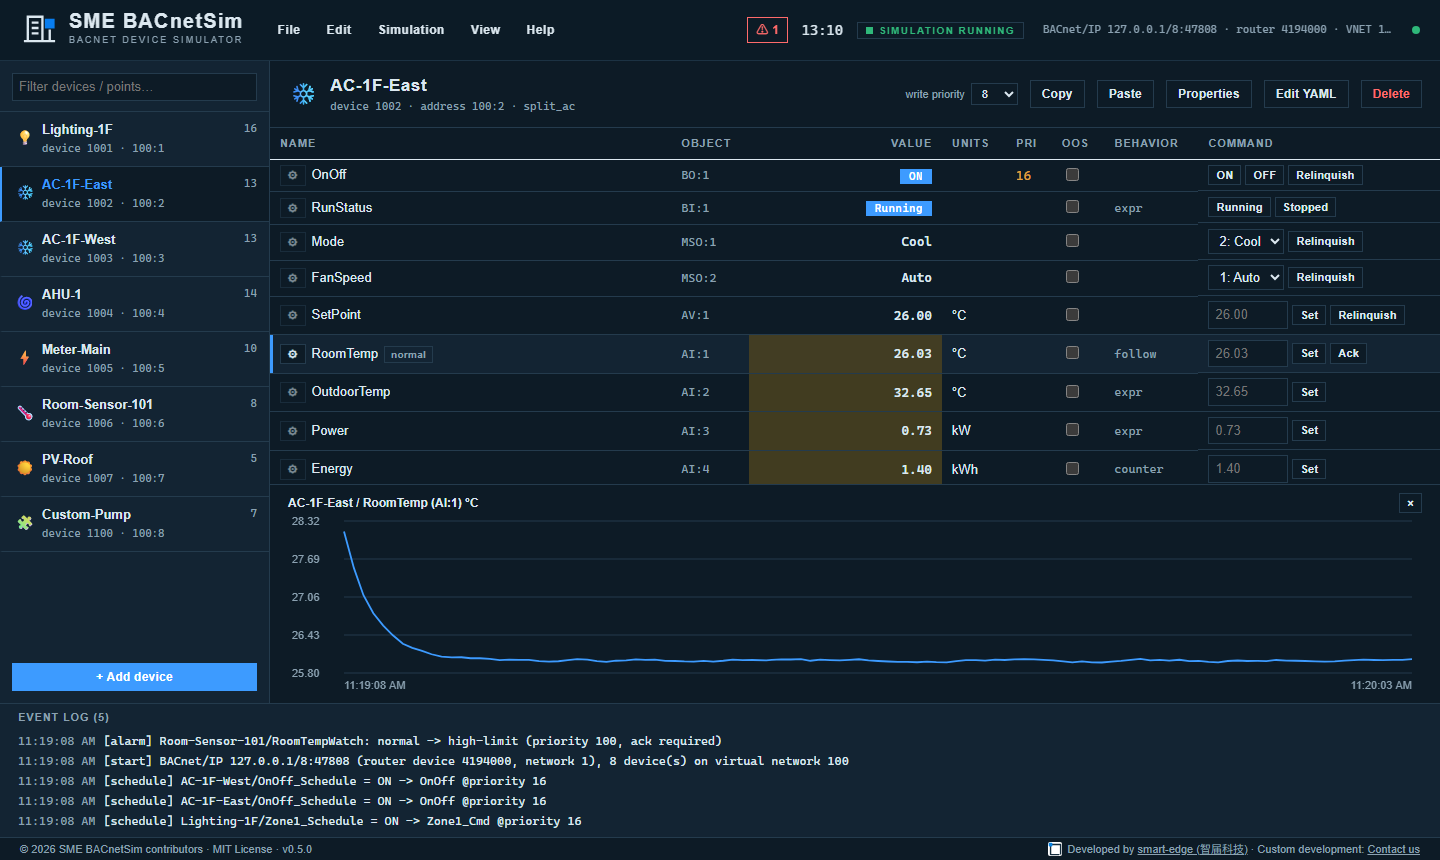 SME BACnetSim
BACNET DEVICE SIMULATOR
File Edit Simulation View Help
1 13:10 SIMULATION RUNNING BACnet/IP 127.0.0.1/8:47808 · router 4194000 · VNET 1…
Filter devices / points…
Lighting-1F 16
device 1001 · 100:1
AC-1F-East 13
device 1002 · 100:2
AC-1F-West 13
device 1003 · 100:3
AHU-1 14
device 1004 · 100:4
Meter-Main 10
device 1005 · 100:5
Room-Sensor-101 8
device 1006 · 100:6
PV-Roof 5
device 1007 · 100:7
Custom-Pump 7
device 1100 · 100:8
+ Add device
AC-1F-East
device 1002 · address 100:2 · split_ac
write priority 8 Copy Paste Properties Edit YAML Delete
NAME OBJECT VALUE UNITS PRI OOS BEHAVIOR COMMAND
OnOff BO:1 ON 16 ON OFF Relinquish
RunStatus BI:1 Running expr Running Stopped
Mode MSO:1 Cool 2: Cool Relinquish
FanSpeed MSO:2 Auto 1: Auto Relinquish
SetPoint AV:1 26.00 °C 26.00 Set Relinquish
RoomTemp normal AI:1 26.03 °C follow 26.03 Set Ack
OutdoorTemp AI:2 32.65 °C expr 32.65 Set
Power AI:3 0.73 kW expr 0.73 Set
Energy AI:4 1.40 kWh counter 1.40 Set
AC-1F-East / RoomTemp (AI:1) °C ×
28.32
27.69
27.06
26.43
25.80
11:19:08 AM 11:20:03 AM
EVENT LOG (5)
11:19:08 AM [alarm] Room-Sensor-101/RoomTempWatch: normal -> high-limit (priority 100, ack required)
11:19:08 AM [start] BACnet/IP 127.0.0.1/8:47808 (router device 4194000, network 1), 8 device(s) on virtual network 100
11:19:08 AM [schedule] AC-1F-West/OnOff_Schedule = ON -> OnOff @priority 16
11:19:08 AM [schedule] AC-1F-East/OnOff_Schedule = ON -> OnOff @priority 16
11:19:08 AM [schedule] Lighting-1F/Zone1_Schedule = ON -> Zone1_Cmd @priority 16
© 2026 SME BACnetSim contributors · MIT License · v0.5.0 Developed by smart-edge (智届科技) · Custom development: Contact us